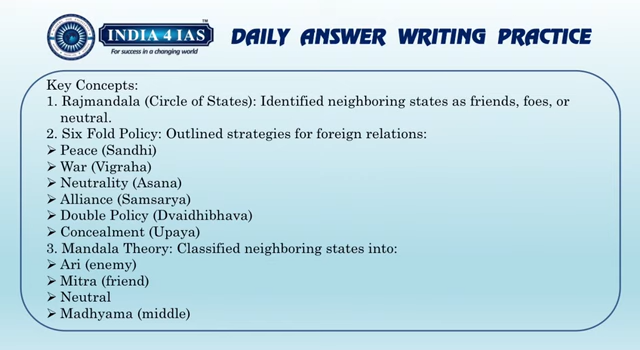 INDIA 4 IAS ™
For success in a changing world
DAILY ANSWER WRITING PRACTICE
Key Concepts:
1. Rajmandala (Circle of States): Identified neighboring states as friends, foes, or
neutral.
2. Six Fold Policy: Outlined strategies for foreign relations:
➢ Peace (Sandhi)
➢ War (Vigraha)
➢ Neutrality (Asana)
➢ Alliance (Samsarya)
➢ Double Policy (Dvaidhibhava)
➢ Concealment (Upaya)
3. Mandala Theory: Classified neighboring states into:
➢ Ari (enemy)
➢ Mitra (friend)
➢ Neutral
➢ Madhyama (middle)